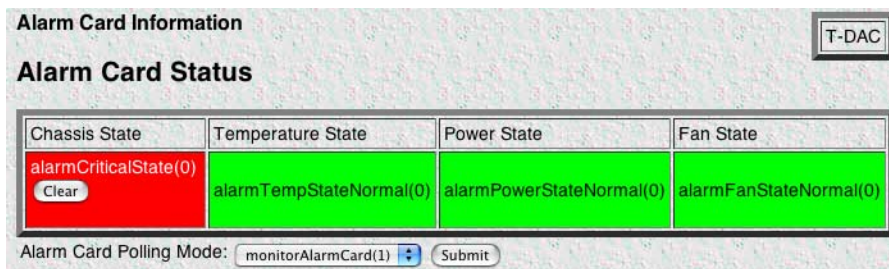 Alarm Card Information
T-DAC
Alarm Card Status
Chassis State Temperature State Power State Fan State
alarmCriticalState(0)
Clear
alarmTempStateNormal(0) alarmPowerStateNormal(0) alarmFanStateNormal(0)
Alarm Card Polling Mode: monitorAlarmCard(1) Submit